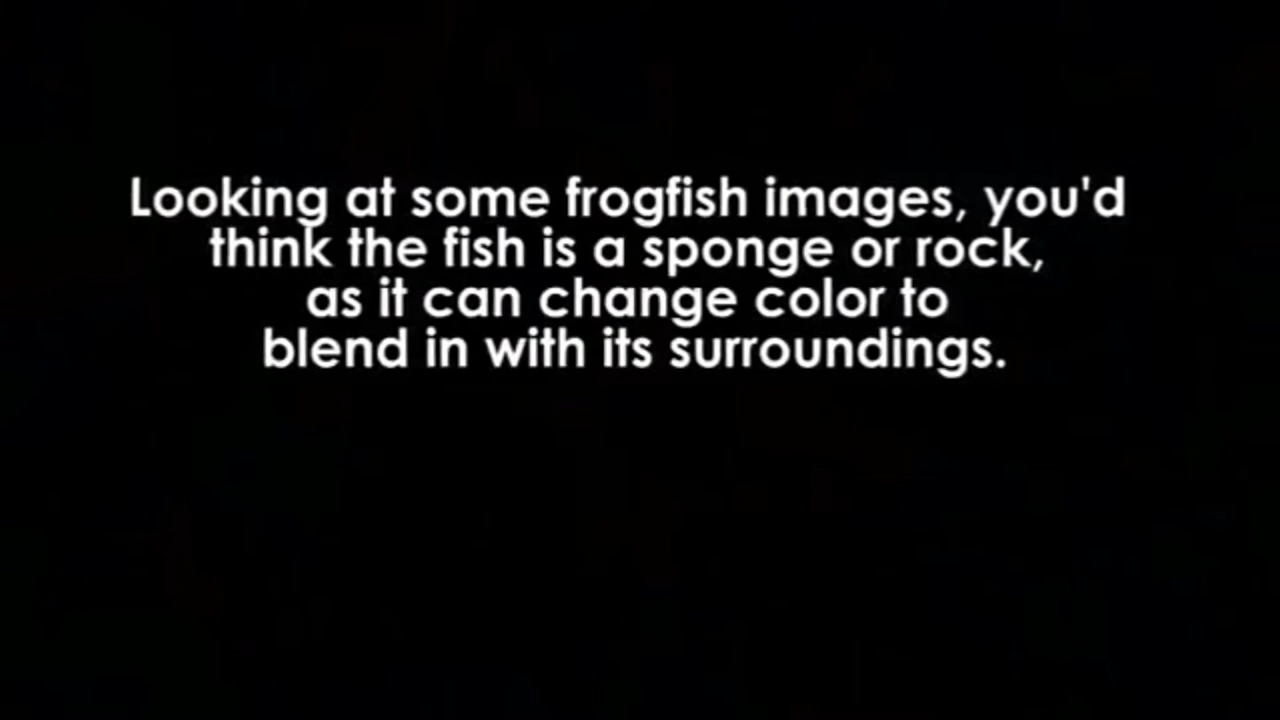 Looking at some frogfish images, you'd
think the fish is a sponge or rock,
as it can change color to
blend in with its surroundings.